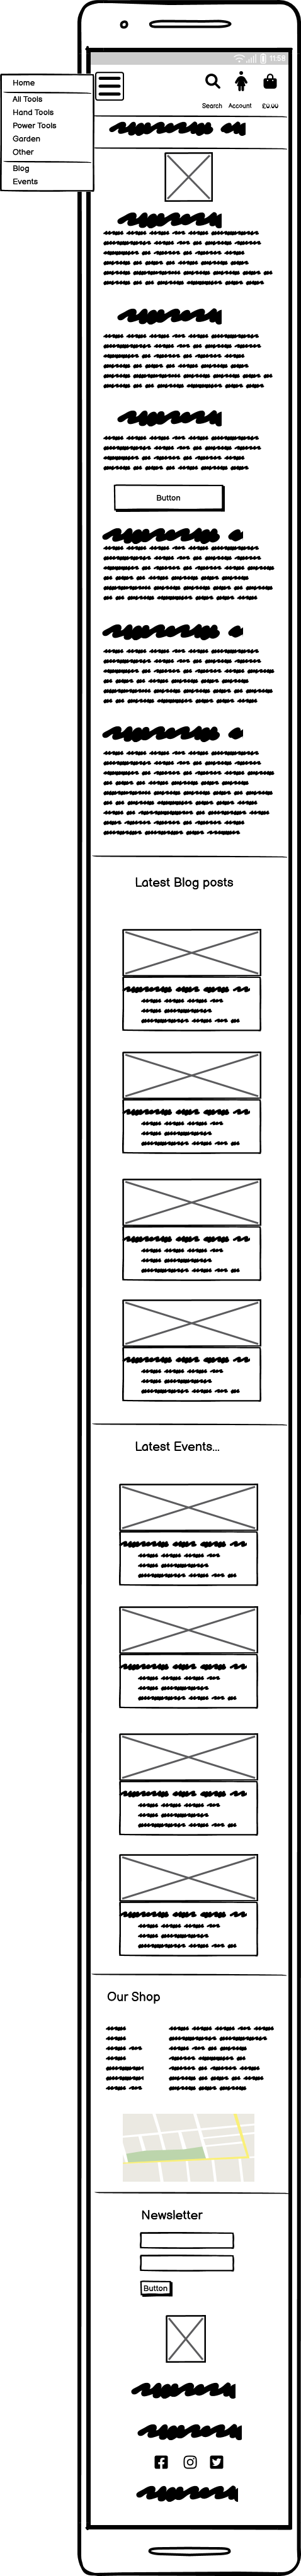 11:58
Home
All Tools
Hand Tools
Power Tools
Garden
Other
Blog
Events
Search Account £0.00
Button
Latest Blog posts
Latest Events...
Our Shop
Newsletter
Button